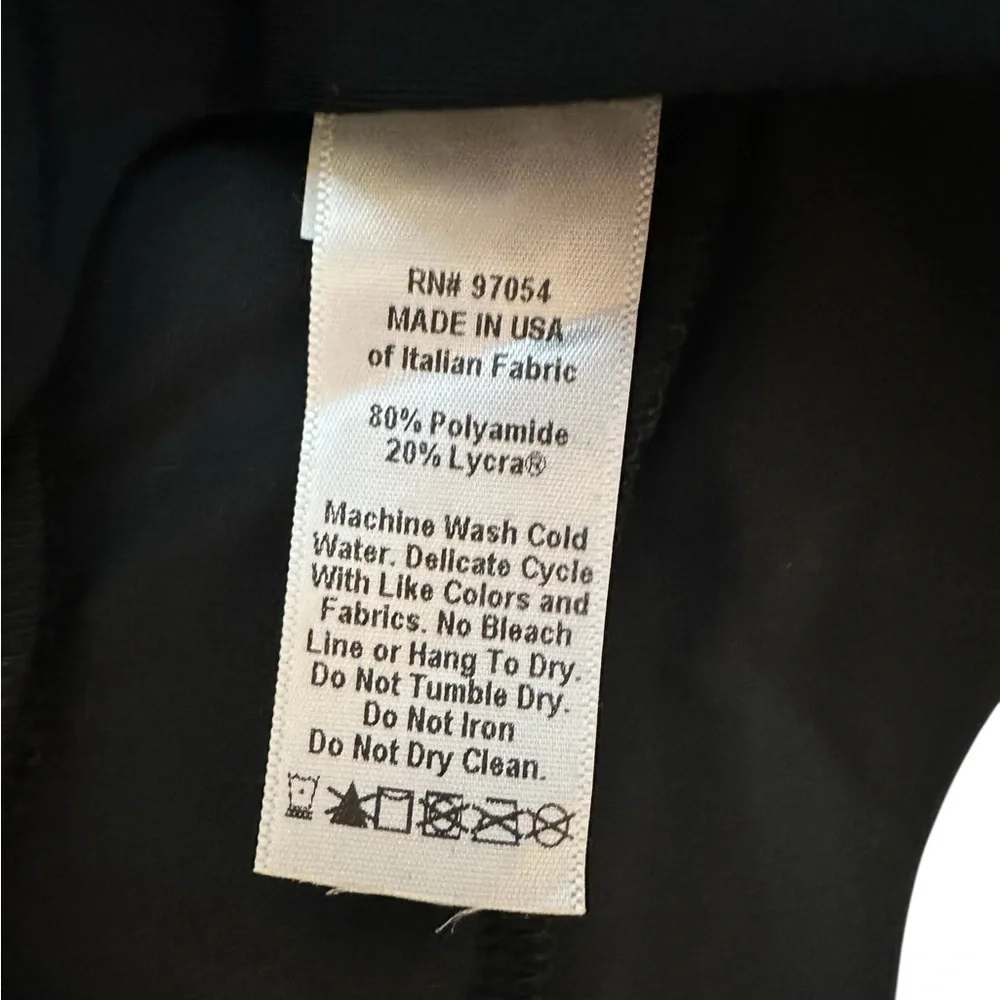 RN# 97054
MADE IN USA
of Italian Fabric
80% Polyamide
20% Lycra®
Machine Wash Cold
Water. Delicate Cycle
With Like Colors and
Fabrics. No Bleach
Line or Hang To Dry.
Do Not Tumble Dry.
Do Not Iron
Do Not Dry Clean.